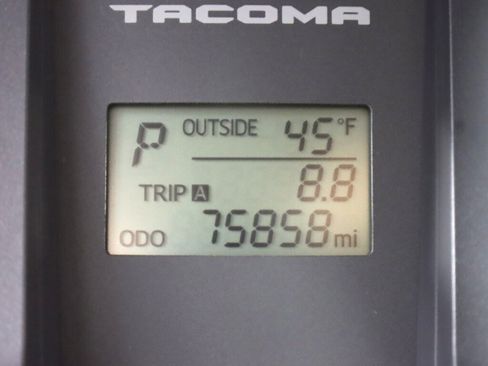 TACOMA
P OUTSIDE 45°F
TRIP A 8.8
ODO 75858 mi